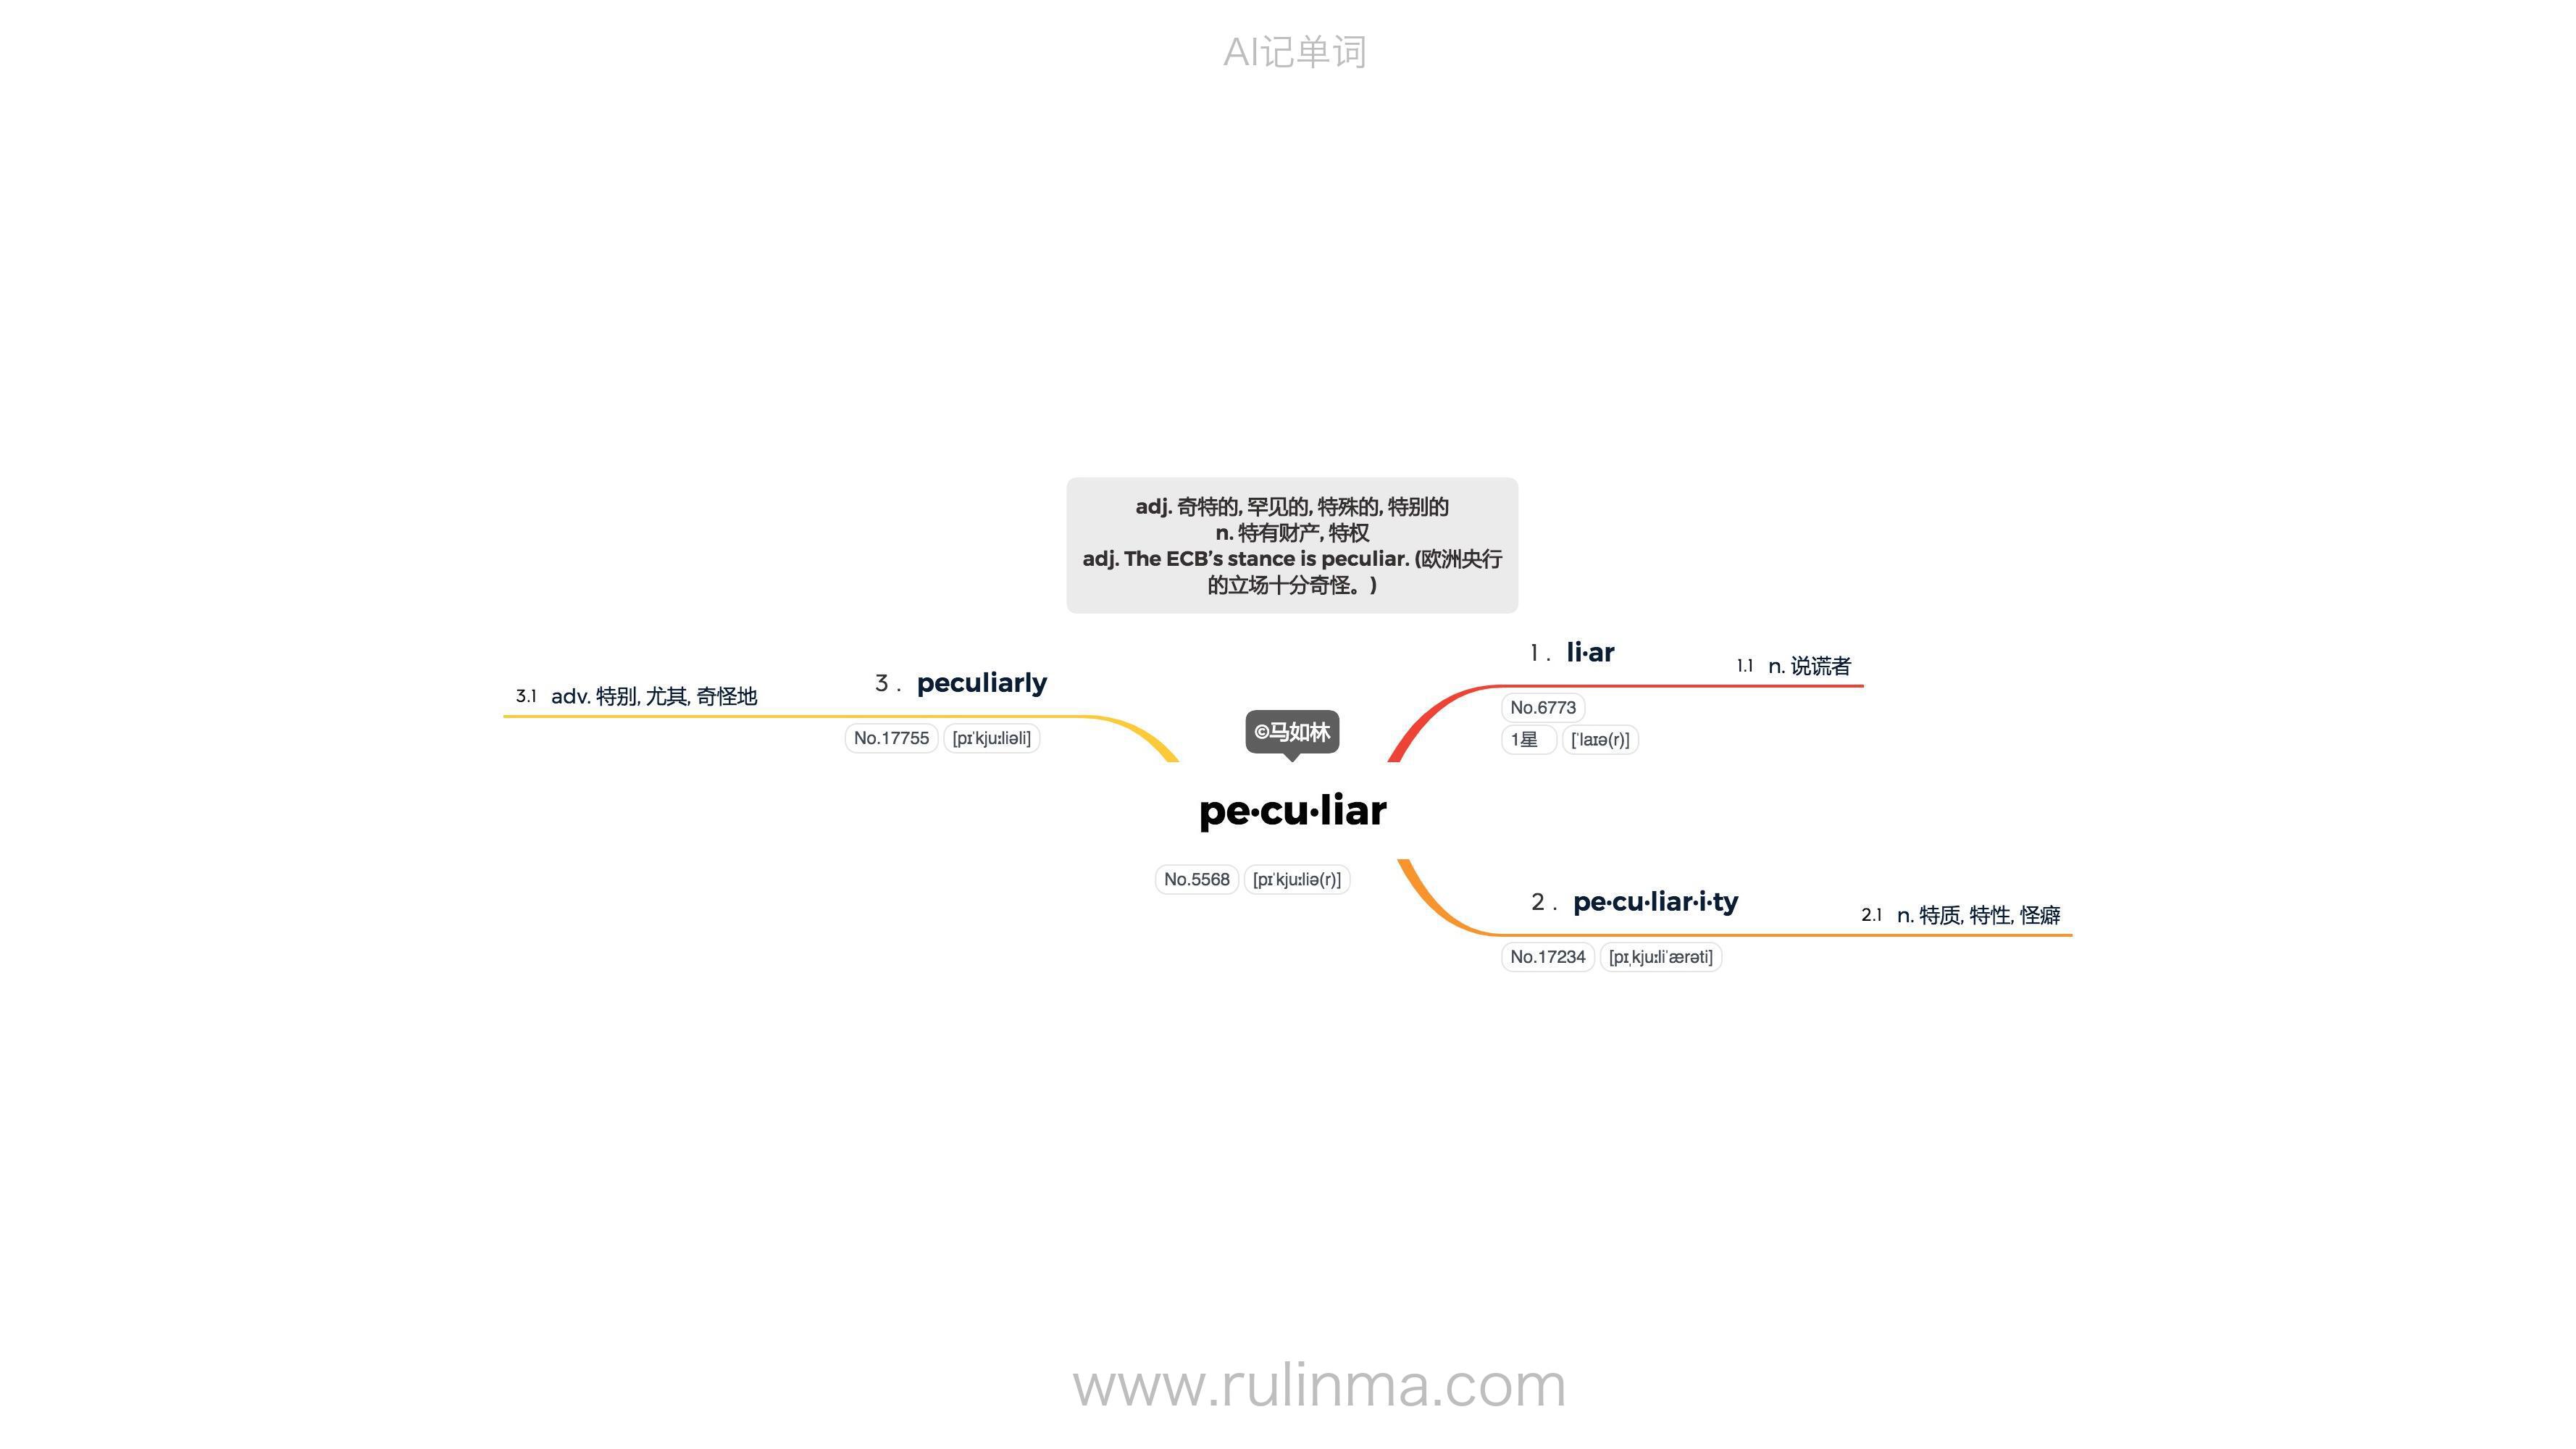 AI记单词
adj. 奇特的, 罕见的, 特殊的, 特别的
n. 特有财产, 特权
adj. The ECB’s stance is peculiar. (欧洲央行
的立场十分奇怪。)
©马如林
pe·cu·liar
No.5568 [pɪˈkjuːliə(r)]
1. li·ar
No.6773
1星 [ˈlaɪə(r)]
1.1 n. 说谎者
2. pe·cu·liar·i·ty
No.17234 [pɪˌkjuːliˈærəti]
2.1 n. 特质, 特性, 怪癖
3. peculiarly
No.17755 [pɪˈkjuːliəli]
3.1 adv. 特别, 尤其, 奇怪地
www.rulinma.com